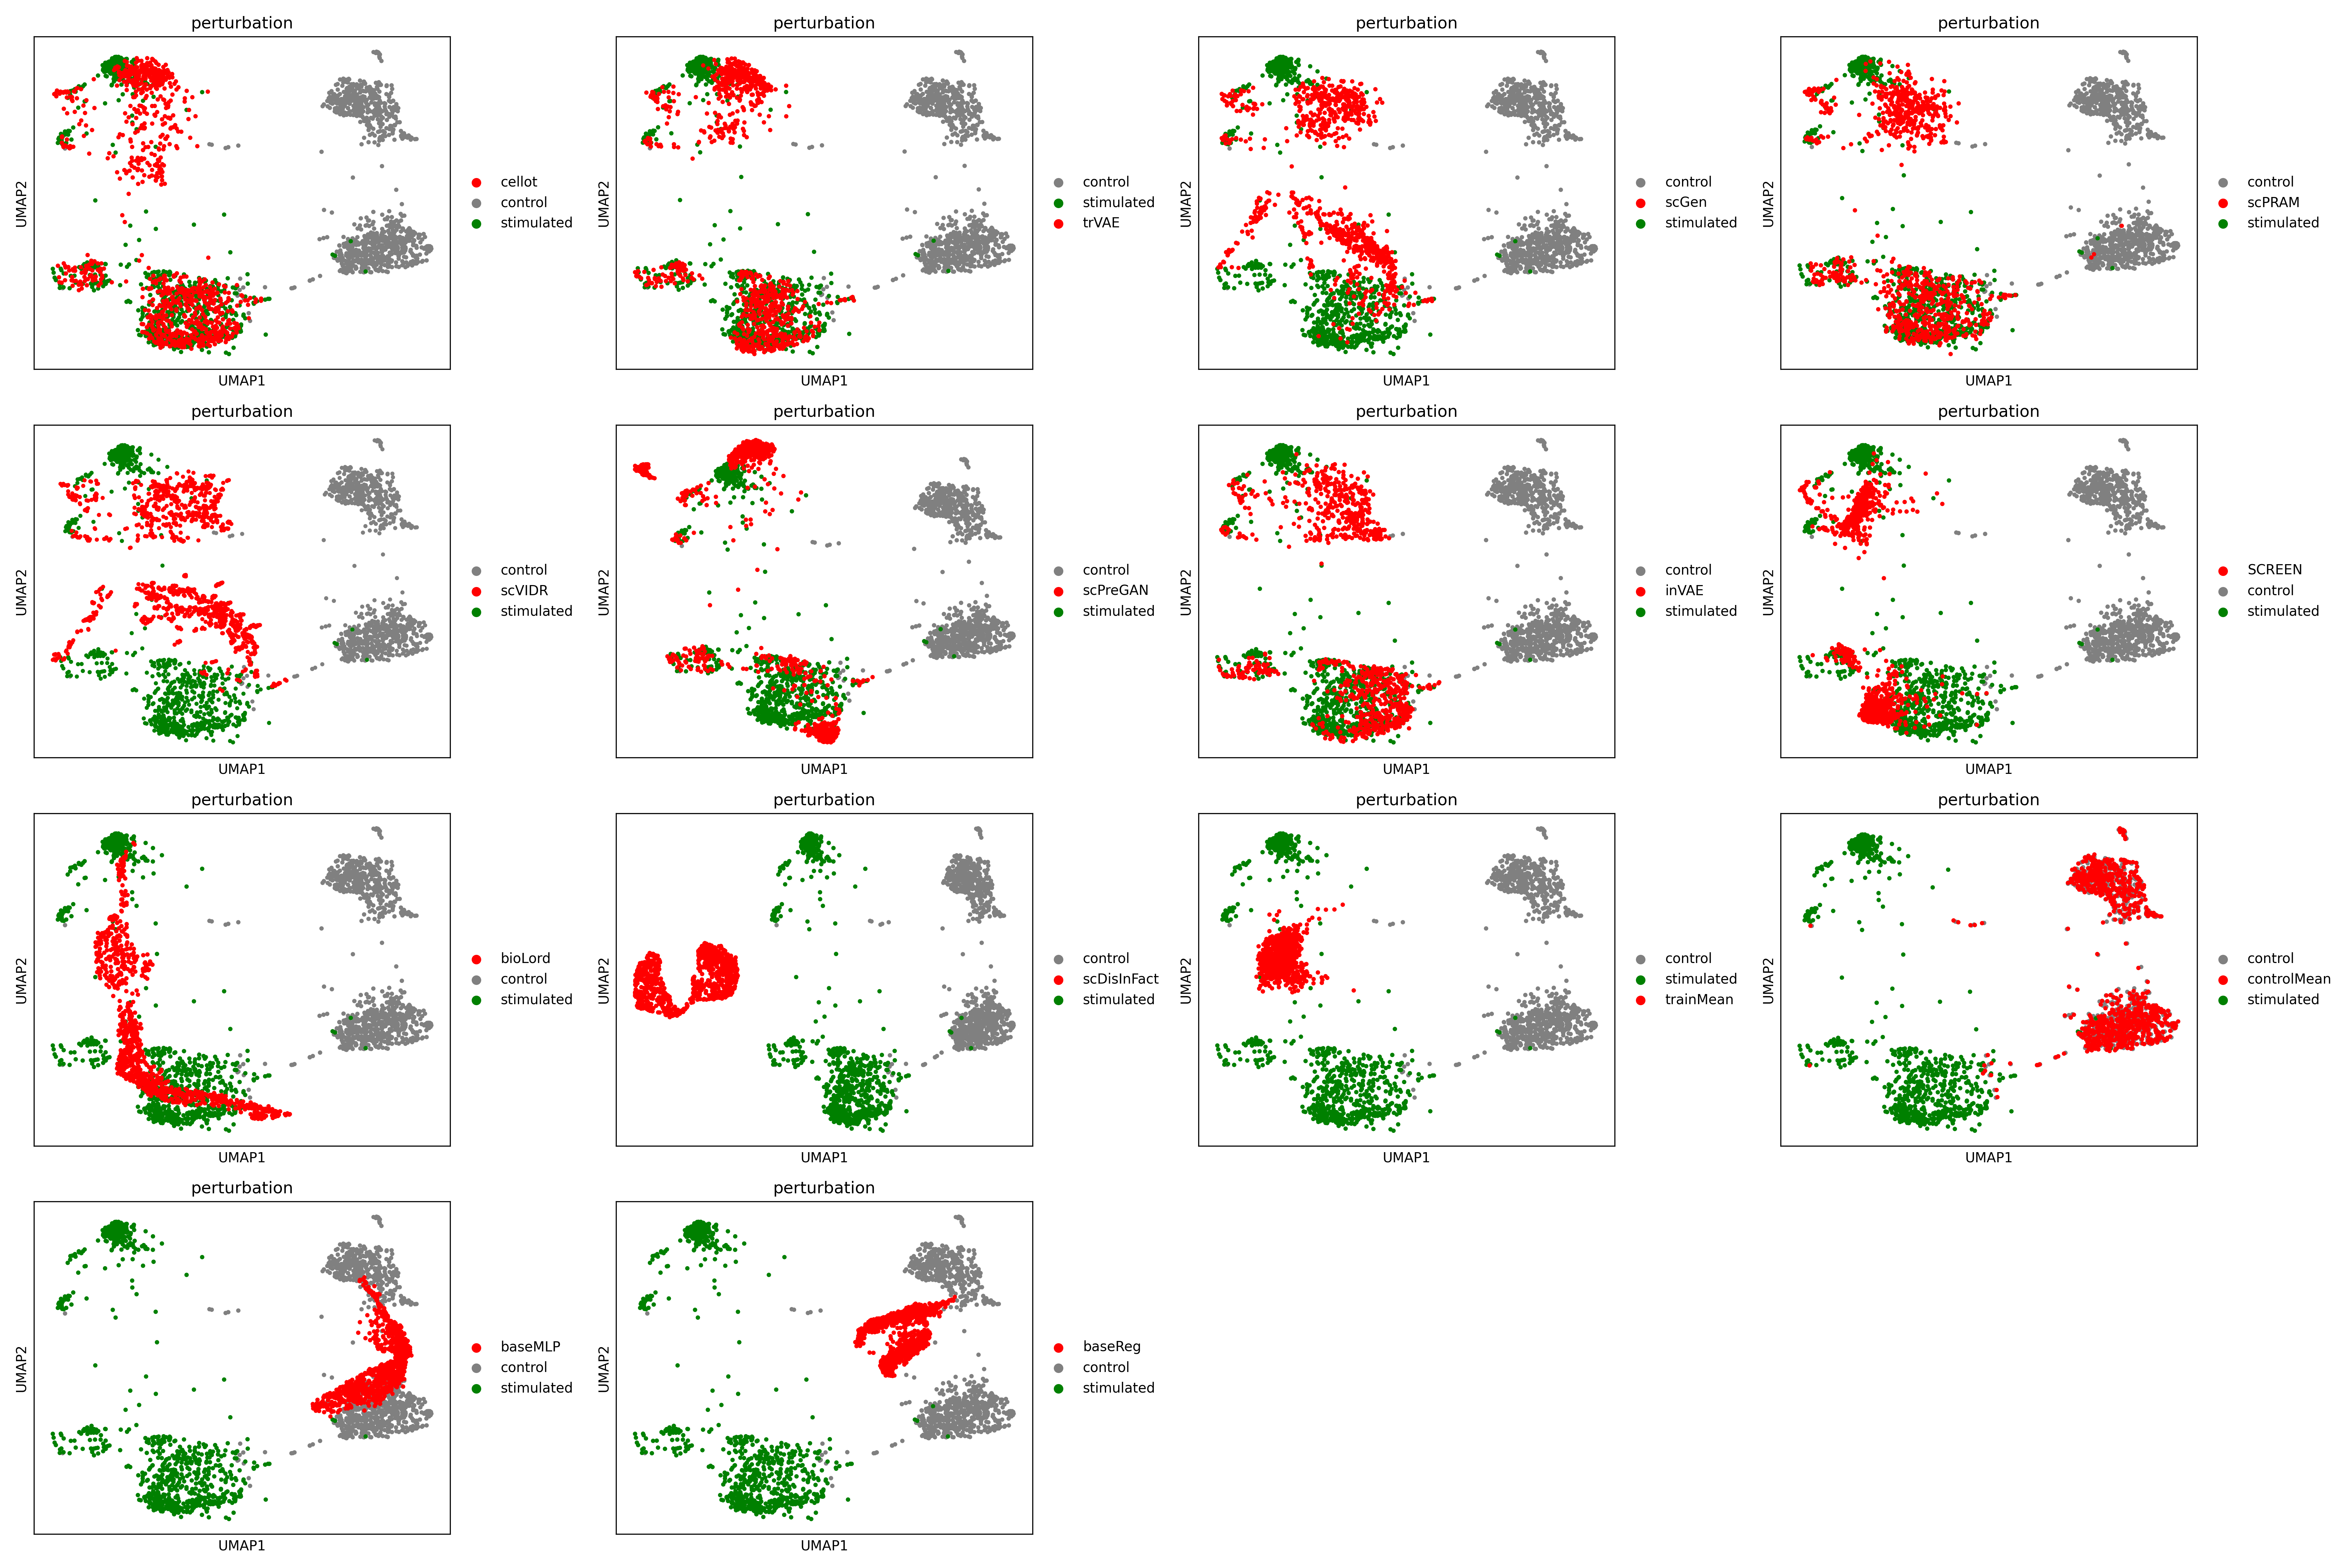 perturbation
UMAP2
UMAP1
cellot
control
stimulated
perturbation
UMAP2
UMAP1
control
stimulated
trVAE
perturbation
UMAP2
UMAP1
control
scGen
stimulated
perturbation
UMAP2
UMAP1
control
scPRAM
stimulated
perturbation
UMAP2
UMAP1
control
scVIDR
stimulated
perturbation
UMAP2
UMAP1
control
scPreGAN
stimulated
perturbation
UMAP2
UMAP1
control
inVAE
stimulated
perturbation
UMAP2
UMAP1
SCREEN
control
stimulated
perturbation
UMAP2
UMAP1
bioLord
control
stimulated
perturbation
UMAP2
UMAP1
control
scDisInFact
stimulated
perturbation
UMAP2
UMAP1
control
stimulated
trainMean
perturbation
UMAP2
UMAP1
control
controlMean
stimulated
perturbation
UMAP2
UMAP1
baseMLP
control
stimulated
perturbation
UMAP2
UMAP1
baseReg
control
stimulated